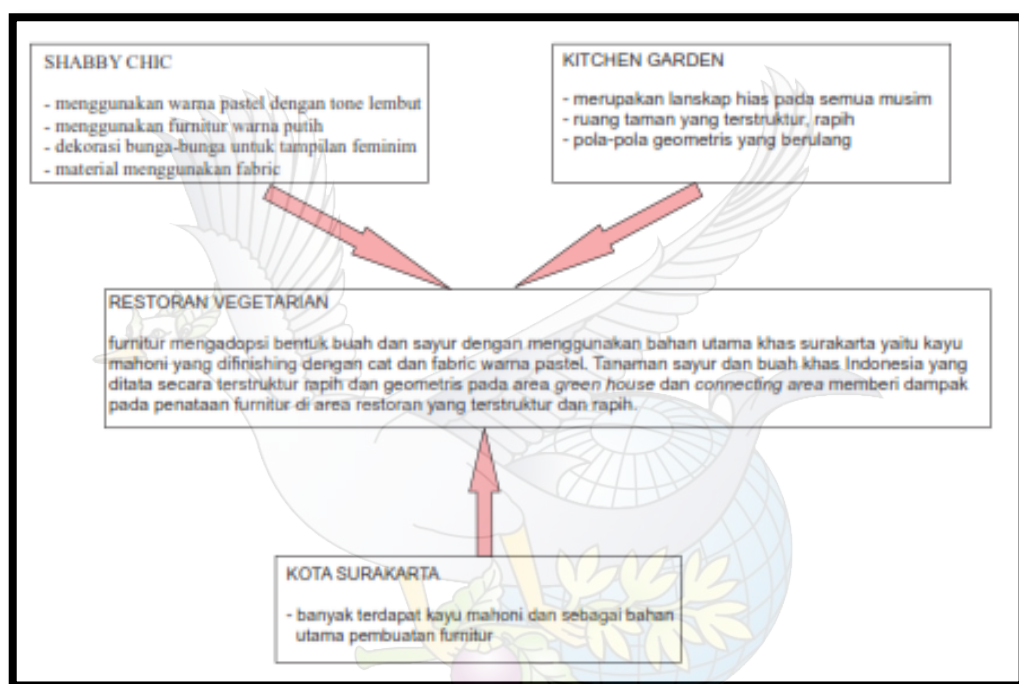 SHABBY CHIC
- menggunakan warna pastel dengan tone lembut
- menggunakan furnitur warna putih
- dekorasi bunga-bunga untuk tampilan feminim
- material menggunakan fabric
KITCHEN GARDEN
- merupakan lanskap hias pada semua musim
- ruang taman yang terstruktur, rapih
- pola-pola geometris yang berulang
RESTORAN VEGETARIAN
furnitur mengadopsi bentuk buah dan sayur dengan menggunakan bahan utama khas surakarta yaitu kayu
mahoni yang difinishing dengan cat dan fabric warna pastel. Tanaman sayur dan buah khas Indonesia yang
ditata secara terstruktur rapih dan geometris pada area green house dan connecting area memberi dampak
pada penataan furnitur di area restoran yang terstruktur dan rapih.
KOTA SURAKARTA
- banyak terdapat kayu mahoni dan sebagai bahan
utama pembuatan furnitur